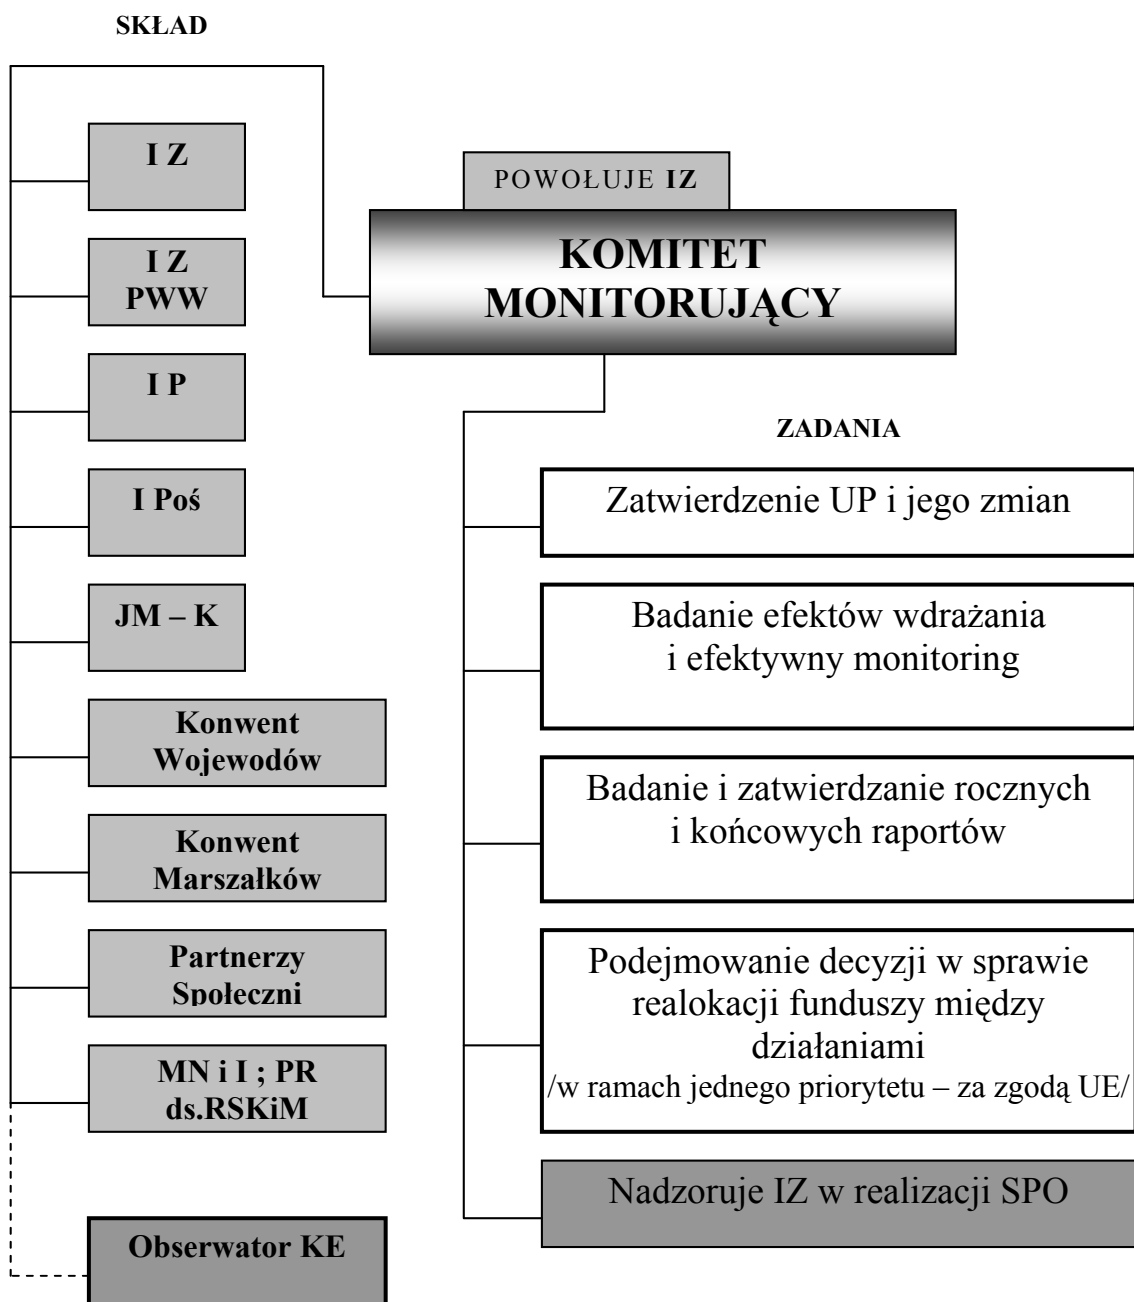 SKŁAD
I Z
I Z
PWW
I P
I Poś
JM – K
Konwent
Wojewodów
Konwent
Marszałków
Partnerzy
Społeczni
MN i I ; PR
ds.RSKiM
Obserwator KE
POWOŁUJE IZ
KOMITET
MONITORUJĄCY
ZADANIA
Zatwierdzenie UP i jego zmian
Badanie efektów wdrażania
i efektywny monitoring
Badanie i zatwierdzanie rocznych
i końcowych raportów
Podejmowanie decyzji w sprawie
realokacji funduszy między
działaniami
/w ramach jednego priorytetu – za zgodą UE/
Nadzoruje IZ w realizacji SPO